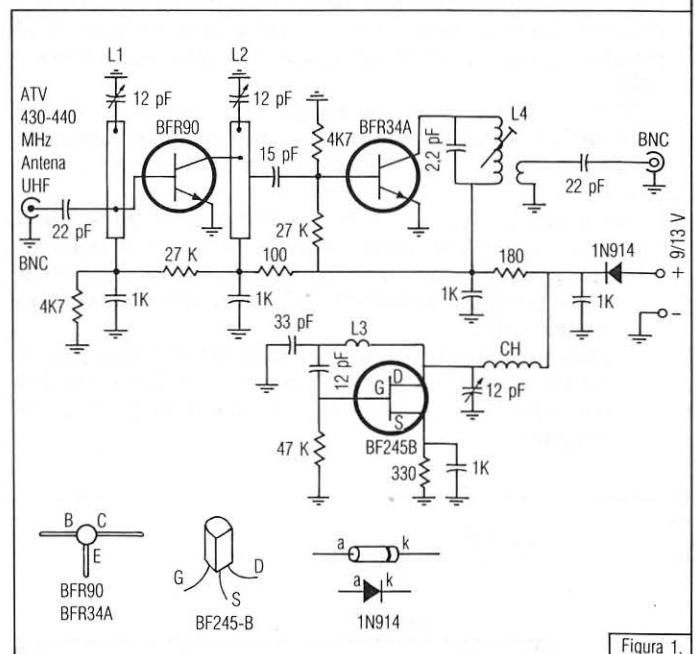 L1
L2
ATV
430-440
MHz
Antena
UHF
BNC
22 pF
12 pF
BFR90
12 pF
15 pF
4K7
BFR34A
2,2 pF
L4
BNC
22 pF
27 K
4K7
1K
27 K
100
1K
180
1K
1N914
1K
+ 9/13 V
-
33 pF
L3
12 pF
G
D
S
BF245B
CH
12 pF
47 K
330
1K
B
C
E
BFR90
BFR34A
G
S
D
BF245-B
a
k
a
k
1N914
Figura 1.